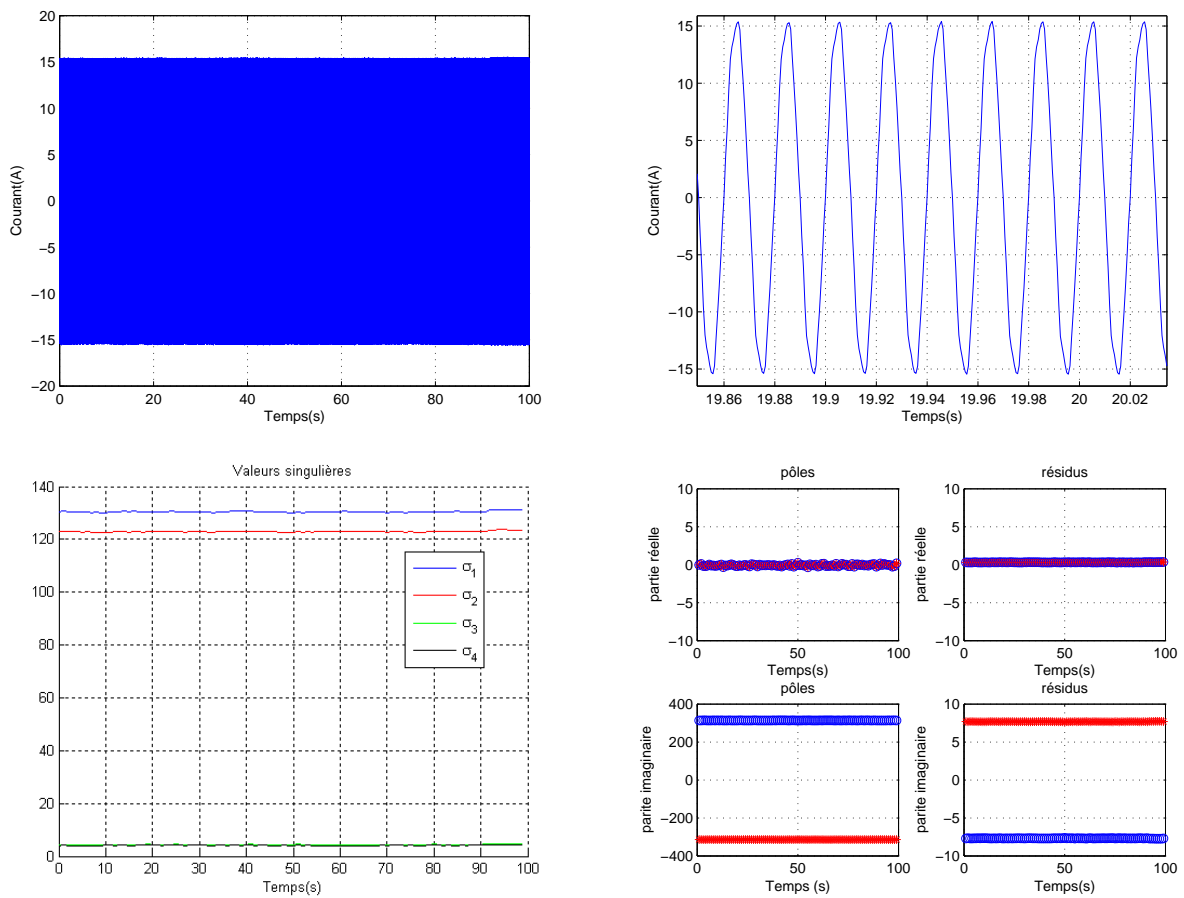 20
15
10
5
0
−5
−10
−15
−20
Courant(A)
0 20 40 60 80 100
Temps(s)
15
10
5
0
−5
−10
−15
Courant(A)
19.86 19.88 19.9 19.92 19.94 19.96 19.98 20 20.02
Temps(s)
Valeurs singulières
140
120
100
80
60
40
20
0
σ1
σ2
σ3
σ4
0 10 20 30 40 50 60 70 80 90 100
Temps(s)
pôles
10
5
0
−5
−10
partie réelle
0 50 100
Temps(s)
résidus
10
5
0
−5
−10
partie réelle
0 50 100
Temps(s)
pôles
400
200
0
−200
−400
parite imaginaire
0 50 100
Temps (s)
résidus
10
5
0
−5
−10
parite imaginaire
0 50 100
Temps(s)